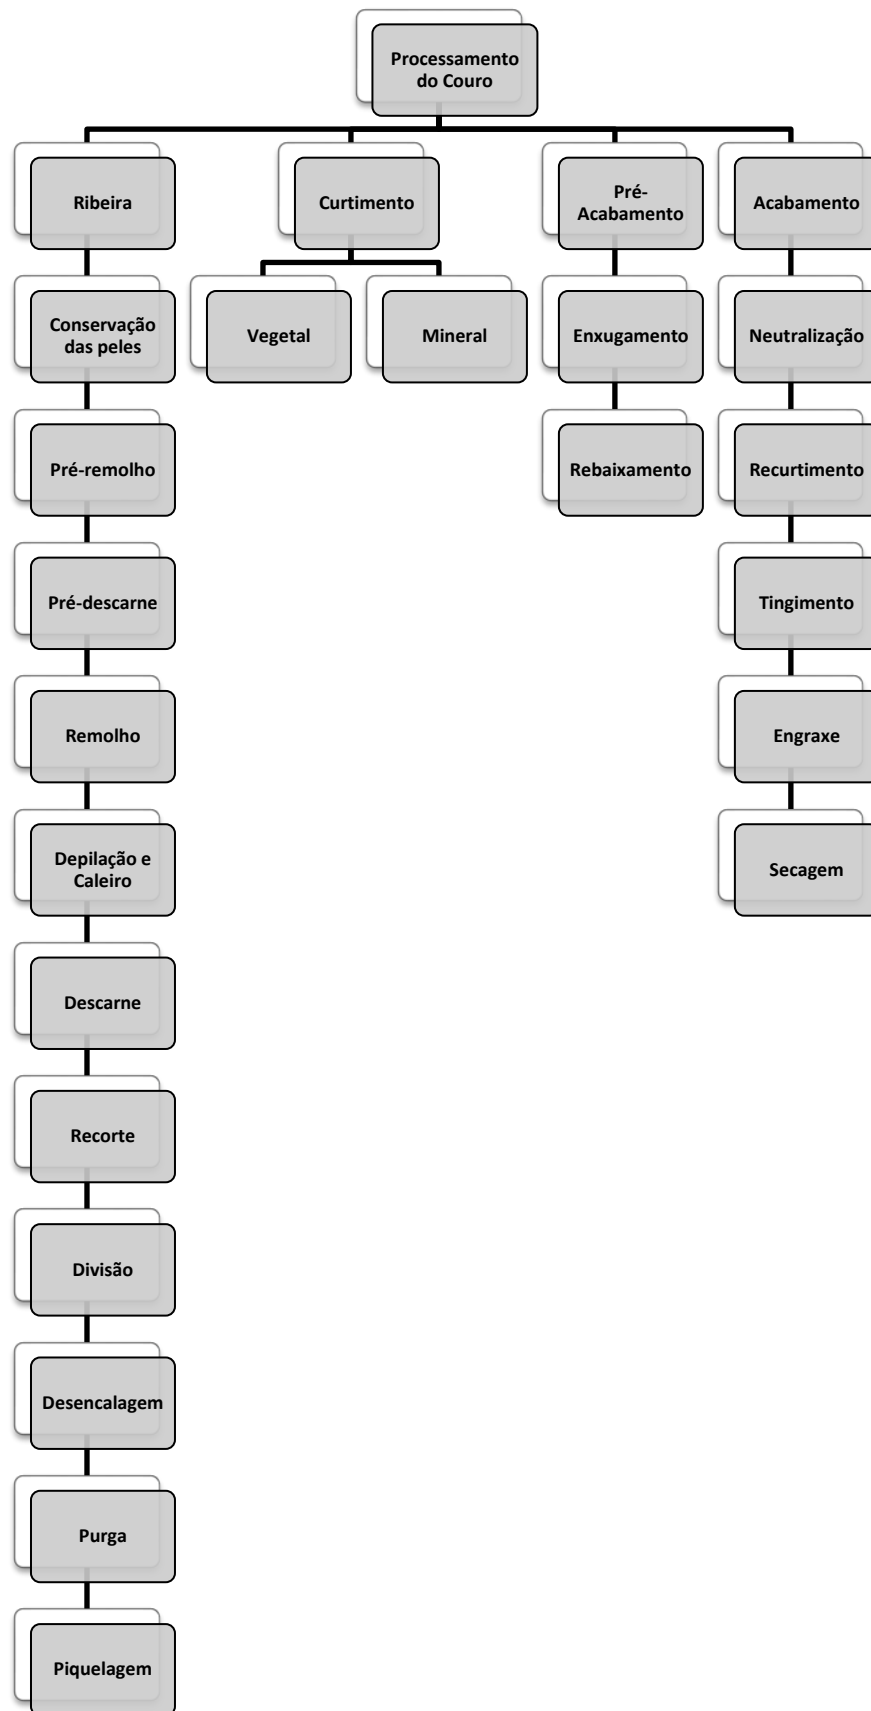 Processamento
do Couro
Ribeira
Curtimento
Pré-
Acabamento
Acabamento
Conservação
das peles
Vegetal
Mineral
Enxugamento
Neutralização
Pré-remolho
Rebaixamento
Recurtimento
Pré-descarne
Tingimento
Remolho
Engraxe
Depilação e
Caleiro
Secagem
Descarne
Recorte
Divisão
Desencalagem
Purga
Piquelagem